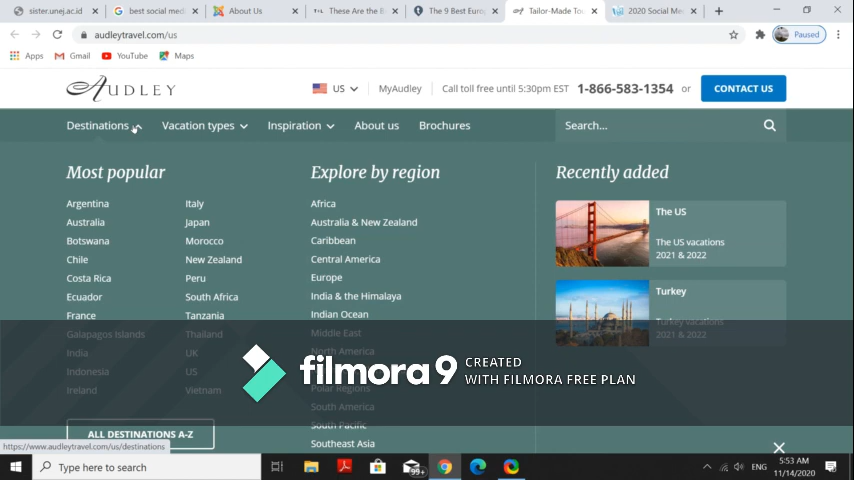 sister.unej.ac.id
best social med
About Us
These Are the B
The 9 Best Euro
Tailor-Made To
2020 Social Me
audleytravel.com/us
Paused
Apps
Gmail
YouTube
Maps
AUDLEY
US
MyAudley
Call toll free until 5:30pm EST
1-866-583-1354
or
CONTACT US
Destinations
Vacation types
Inspiration
About us
Brochures
Search...
Most popular
Argentina
Australia
Botswana
Chile
Costa Rica
Ecuador
France
Galapagos Islands
India
Indonesia
Ireland
Italy
Japan
Morocco
New Zealand
Peru
South Africa
Tanzania
Thailand
UK
US
Vietnam
ALL DESTINATIONS A-Z
Explore by region
Africa
Australia & New Zealand
Caribbean
Central America
Europe
India & the Himalaya
Indian Ocean
Middle East
North America
Polar Regions
South America
South Pacific
Southeast Asia
Recently added
The US
The US vacations
2021 & 2022
Turkey
Turkey vacations
2021 & 2022
filmora9
CREATED
WITH FILMORA FREE PLAN
https://www.audleytravel.com/us/destinations
Type here to search
99+
ENG
5:53 AM
11/14/2020